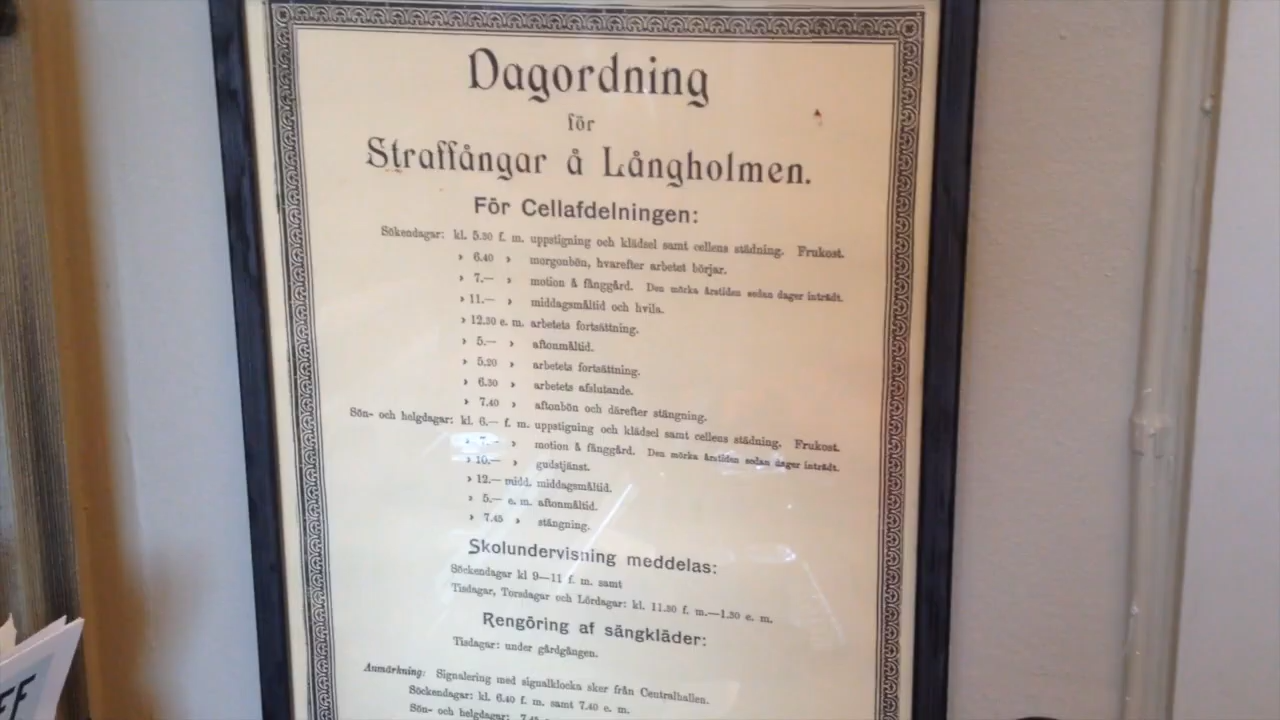 Dagordning
för
Straffångar å Långholmen.
För Cellafdelningen:
Sökendagar: kl. 5.30 f. m. uppstigning och klädsel samt cellens städning. Frukost.
» 6.40 » morgonbön, hvarefter arbetet börjar.
» 7.— » motion å fånggård. Den mörka årstiden sedan dager inträdt.
» 11.— » middagsmåltid och hvila.
» 12.30 e. m. arbetets fortsättning.
» 5.— » aftonmåltid.
» 5.20 » arbetets fortsättning.
» 6.30 » arbetets afslutande.
» 7.40 » aftonbön och därefter stängning.
Sön- och helgdagar: kl. 6.— f. m. uppstigning och klädsel samt cellens städning. Frukost.
» 7.— » motion å fånggård. Den mörka årstiden sedan dager inträdt.
» 10.— » gudstjänst.
» 12.— midd. middagsmåltid.
» 5.— e. m. aftonmåltid.
» 7.45 » stängning.
Skolundervisning meddelas:
Söckendagar kl 9—11 f. m. samt
Tisdagar, Torsdagar och Lördagar: kl. 11.30 f. m.—1.30 e. m.
Rengöring af sängkläder:
Tisdagar: under gårdgången.
Anmärkning: Signalering med signalklocka sker från Centralhallen.
Söckendagar: kl. 6.40 f. m. samt 7.40 e. m.
Sön- och helgdagar: 7.45
FF